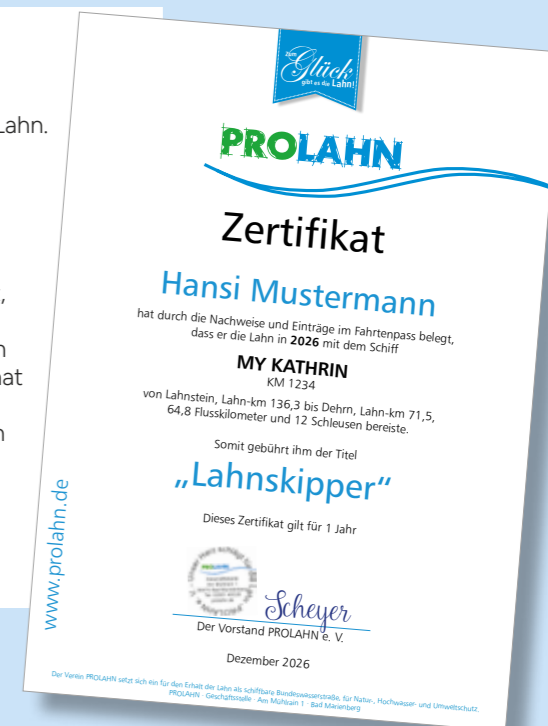 Lahn.
,
n
at
n
Zum
Glück
gibt es die Lahn!
PROLAHN
Zertifikat
Hansi Mustermann
hat durch die Nachweise und Einträge im Fahrtenpass belegt,
dass er die Lahn in 2026 mit dem Schiff
MY KATHRIN
KM 1234
von Lahnstein, Lahn-km 136,3 bis Dehrn, Lahn-km 71,5,
64,8 Flusskilometer und 12 Schleusen bereiste.
Somit gebührt ihm der Titel
„Lahnskipper“
Dieses Zertifikat gilt für 1 Jahr
www.prolahn.de
PROLAHN
Scheyer
Der Vorstand PROLAHN e. V.
Dezember 2026
Der Verein PROLAHN setzt sich ein für den Erhalt der Lahn als schiffbare Bundeswasserstraße, für Natur-, Hochwasser- und Umweltschutz.
PROLAHN · Geschäftsstelle · Am Mühlrain 1 · Bad Marienberg